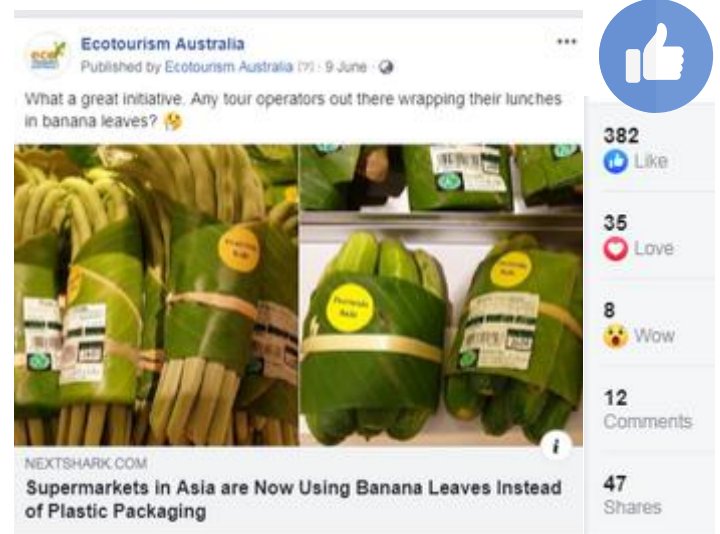 Ecotourism Australia
Published by Ecotourism Australia [?] · 9 June ·
What a great initiative. Any tour operators out there wrapping their lunches
in banana leaves? 🤔
eco
NEXTSHARK.COM
Supermarkets in Asia are Now Using Banana Leaves Instead
of Plastic Packaging
382
Like
35
Love
8
Wow
12
Comments
47
Shares